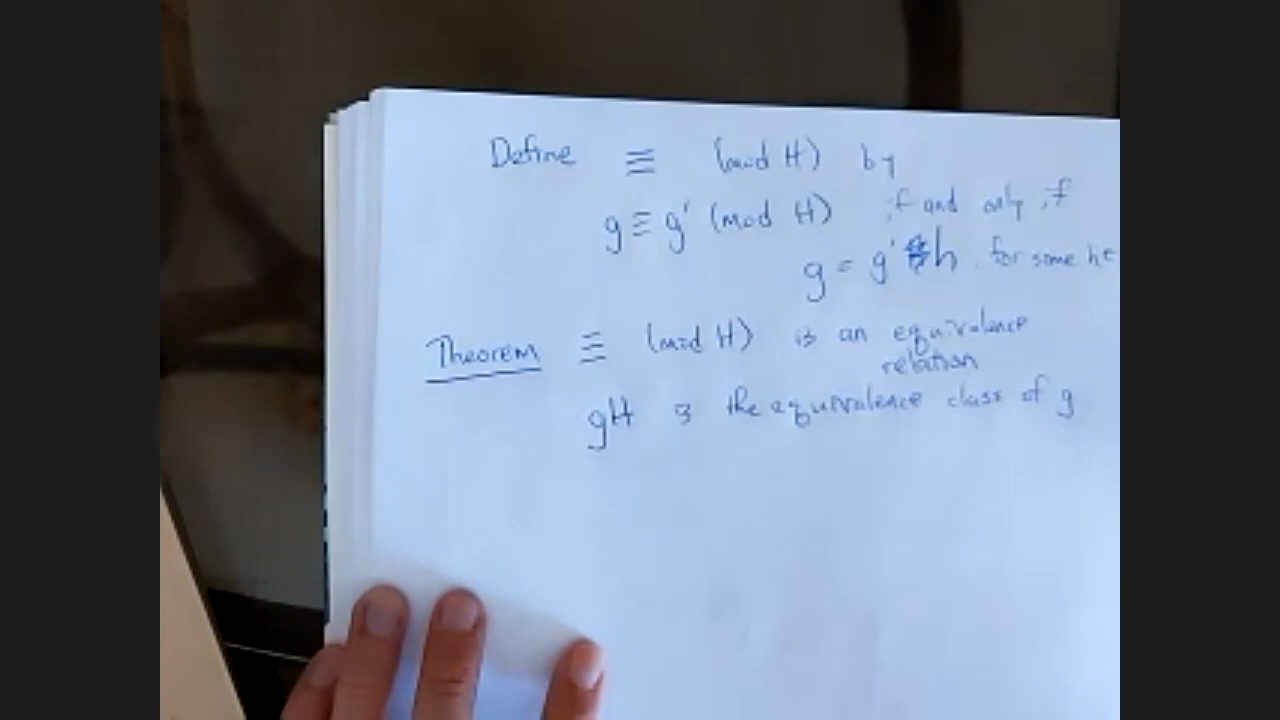 Define ≡ (mod H) by
g ≡ g' (mod H) if and only if
g = g' h for some h ∈
Theorem ≡ (mod H) is an equivalence
relation
gH is the equivalence class of g.